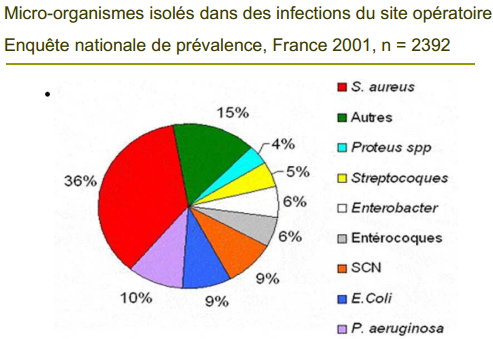 Micro-organismes isolés dans des infections du site opératoire
Enquête nationale de prévalence, France 2001, n = 2392
15%
4%
5%
6%
6%
9%
9%
10%
36%
S. aureus
Autres
Proteus spp
Streptocoques
Enterobacter
Entérocoques
SCN
E.Coli
P. aeruginosa